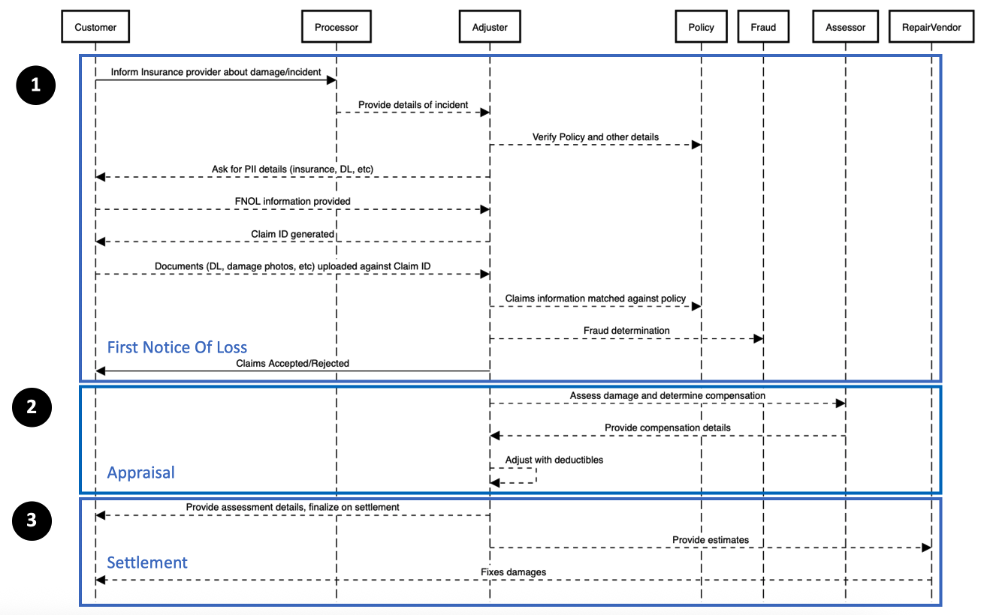 Customer
Processor
Adjuster
Policy
Fraud
Assessor
RepairVendor
1
Inform Insurance provider about damage/incident
Provide details of incident
Verify Policy and other details
Ask for PII details (insurance, DL, etc)
FNOL information provided
Claim ID generated
Documents (DL, damage photos, etc) uploaded against Claim ID
Claims information matched against policy
Fraud determination
First Notice Of Loss
Claims Accepted/Rejected
2
Assess damage and determine compensation
Provide compensation details
Adjust with deductibles
Appraisal
3
Provide assessment details, finalize on settlement
Provide estimates
Settlement
Fixes damages